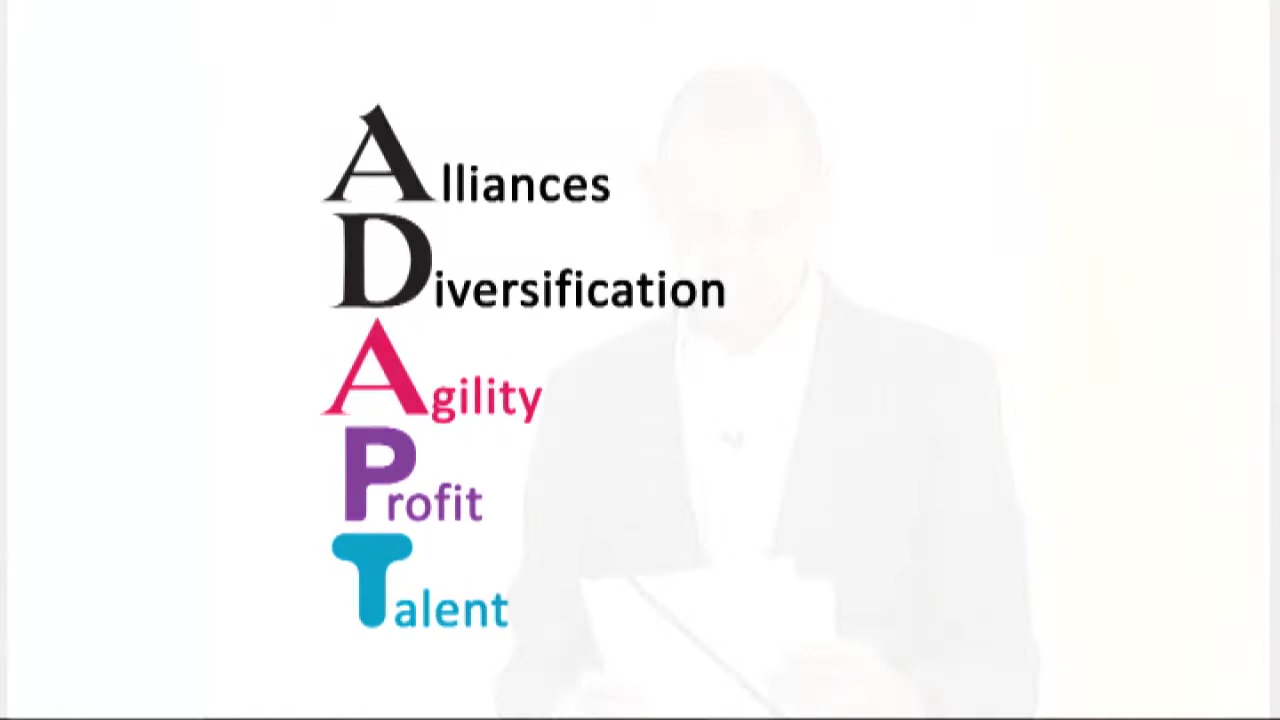 Alliances
Diversification
Agility
Profit
Talent